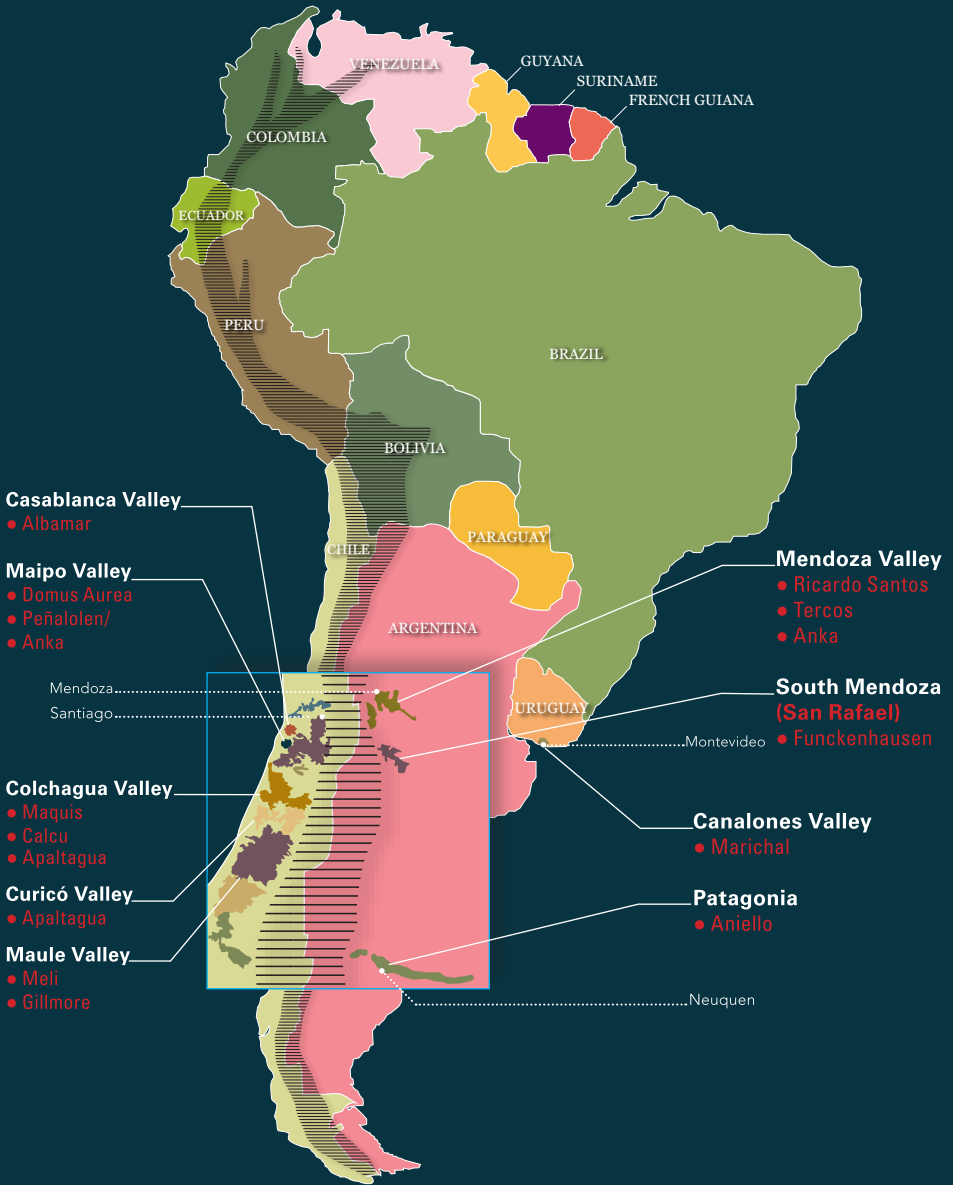 VENEZUELA
GUYANA
SURINAME
FRENCH GUIANA
COLOMBIA
ECUADOR
PERU
BRAZIL
BOLIVIA
PARAGUAY
CHILE
ARGENTINA
URUGUAY
Casablanca Valley
● Albamar
Maipo Valley
● Domus Aurea
● Peñalolen/
● Anka
Mendoza
Santiago
Colchagua Valley
● Maquis
● Calcu
● Apaltagua
Curicó Valley
● Apaltagua
Maule Valley
● Meli
● Gillmore
Mendoza Valley
● Ricardo Santos
● Tercos
● Anka
South Mendoza
(San Rafael)
● Funckenhausen
Montevideo
Canalones Valley
● Marichal
Patagonia
● Aniello
Neuquen